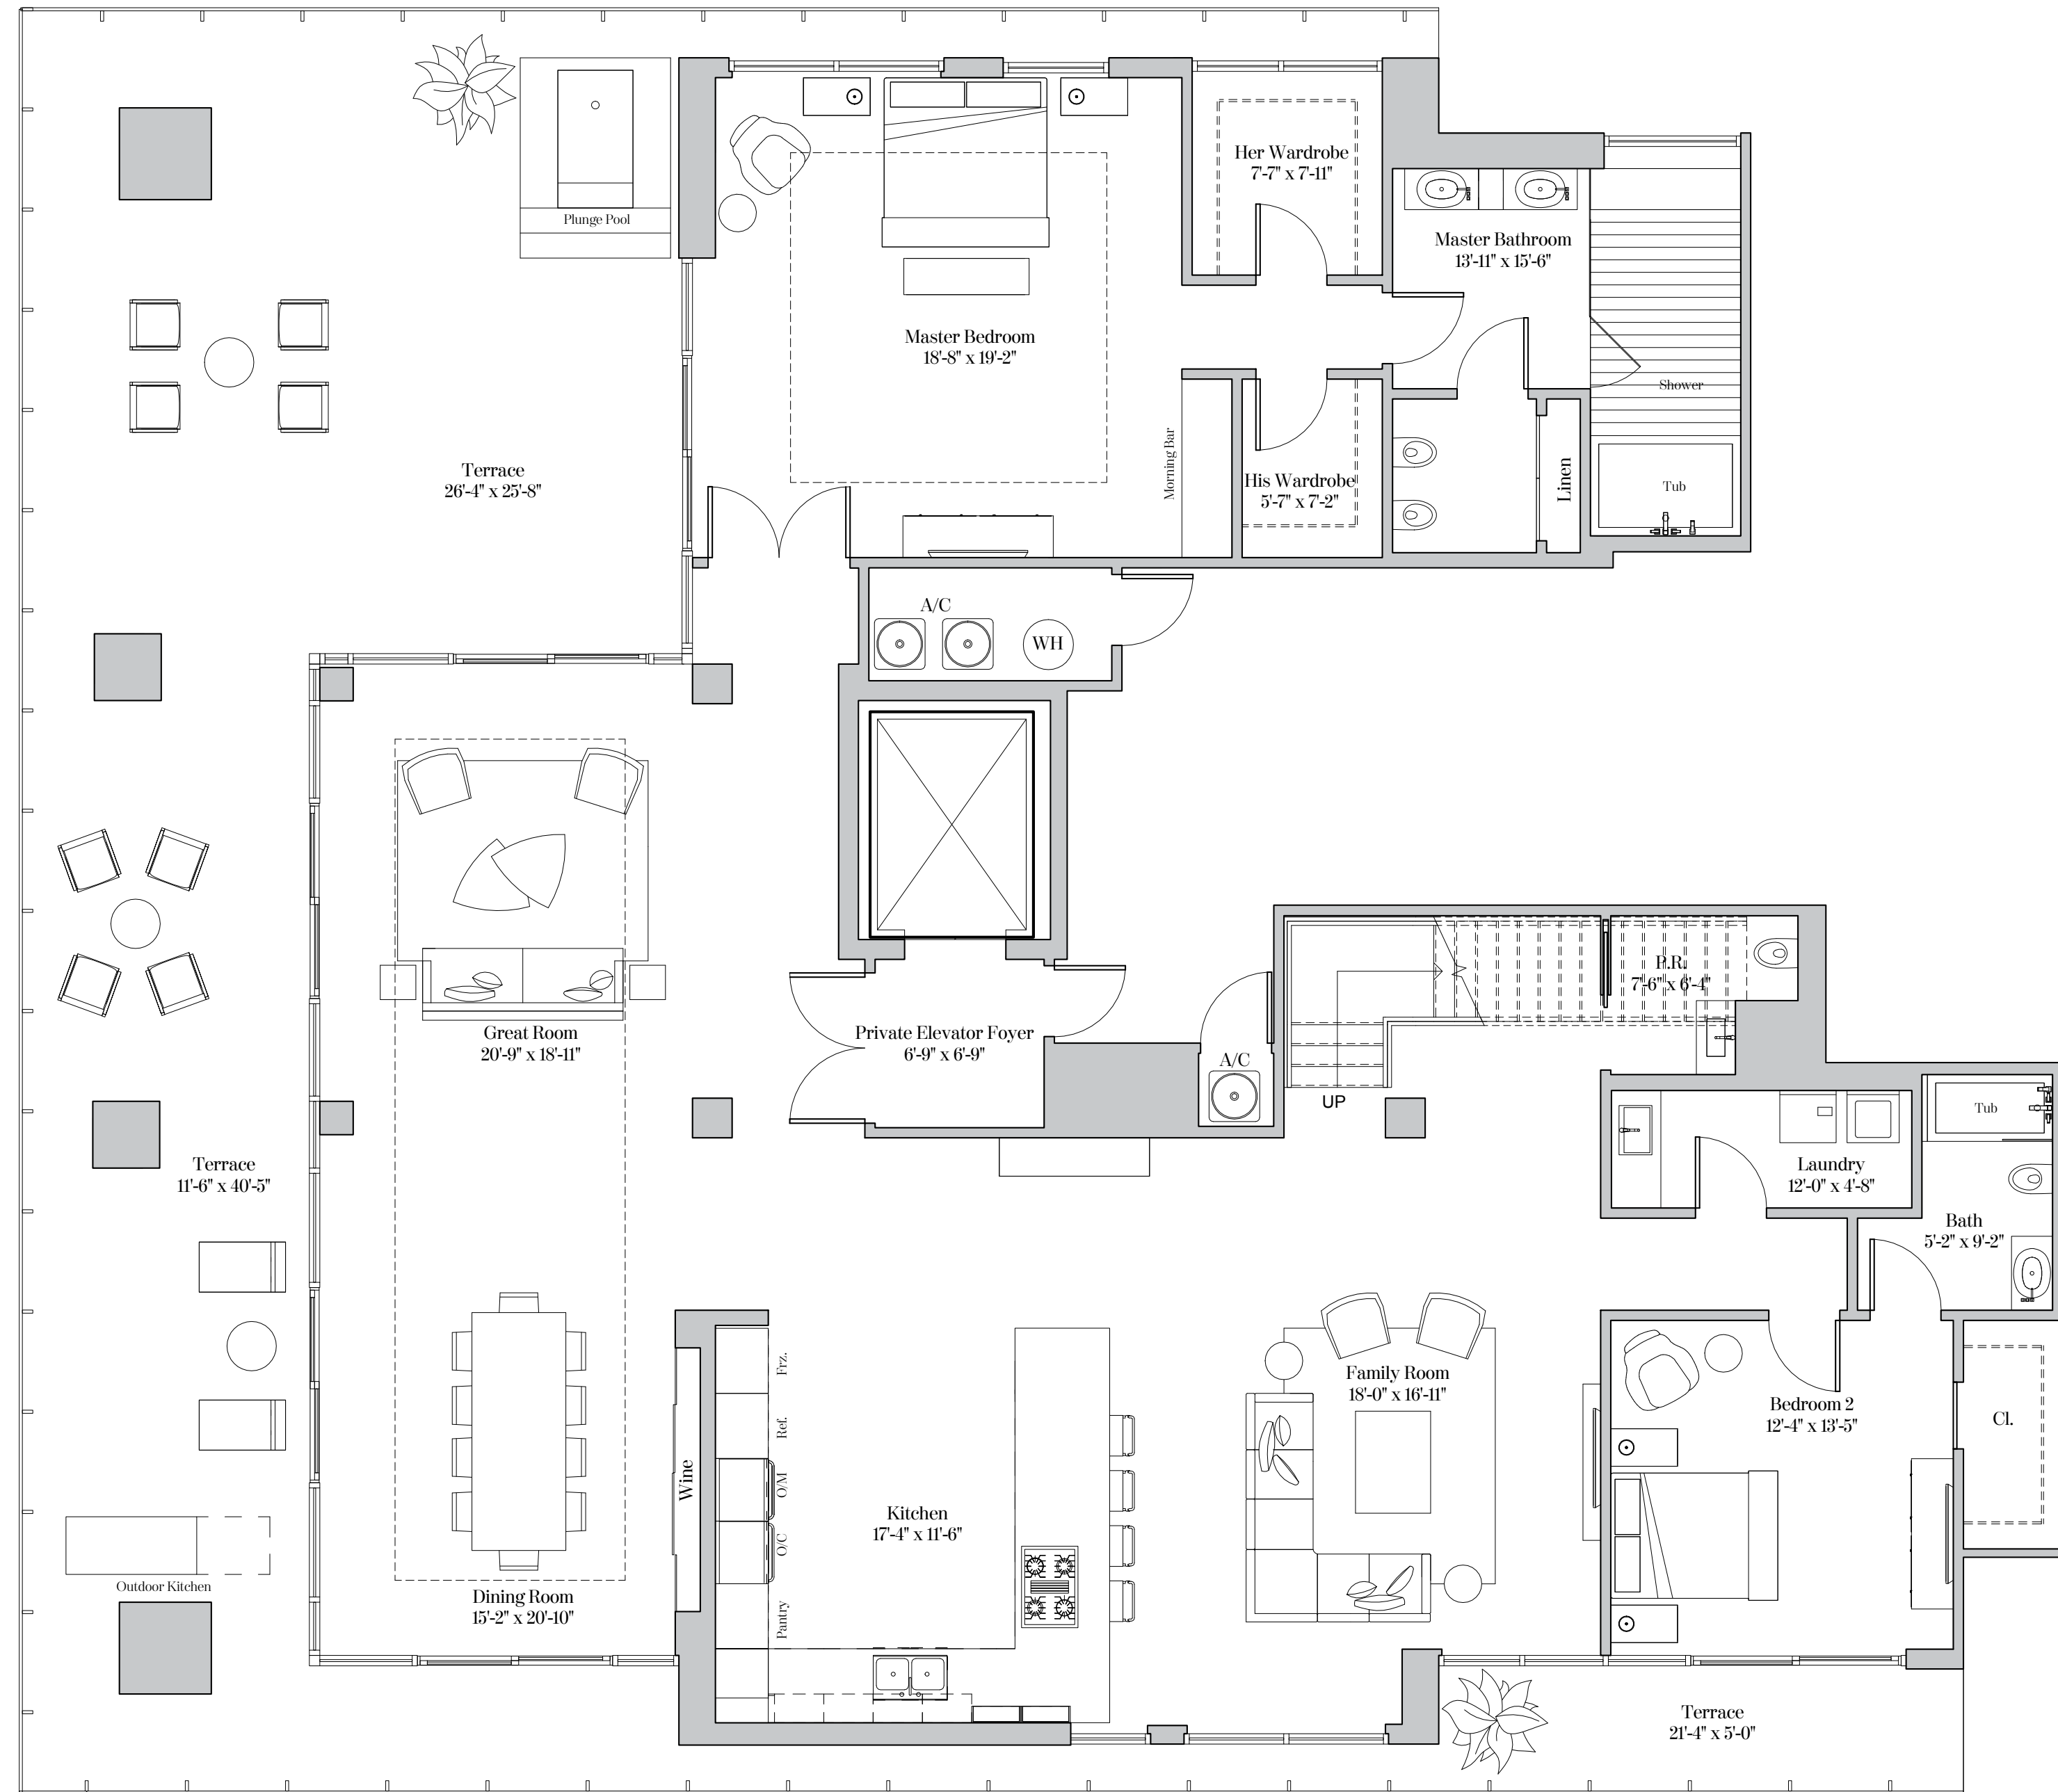 Plunge Pool
Her Wardrobe
7'-7" x 7'-11"
Master Bathroom
13'-11" x 15'-6"
Master Bedroom
18'-8" x 19'-2"
Shower
Terrace
26'-4" x 25'-8"
Morning Bar
His Wardrobe
5'-7" x 7'-2"
Linen
Tub
A/C
WH
P.R.
7'-6" x 6'-4"
Great Room
20'-9" x 18'-11"
Private Elevator Foyer
6'-9" x 6'-9"
A/C
UP
Tub
Terrace
11'-6" x 40'-5"
Laundry
12'-0" x 4'-8"
Bath
5'-2" x 9'-2"
Frz.
Ref.
O/M
O/C
Pantry
Wine
Family Room
18'-0" x 16'-11"
Bedroom 2
12'-4" x 13'-5"
Cl.
Kitchen
17'-4" x 11'-6"
Outdoor Kitchen
Dining Room
15'-2" x 20'-10"
Terrace
21'-4" x 5'-0"